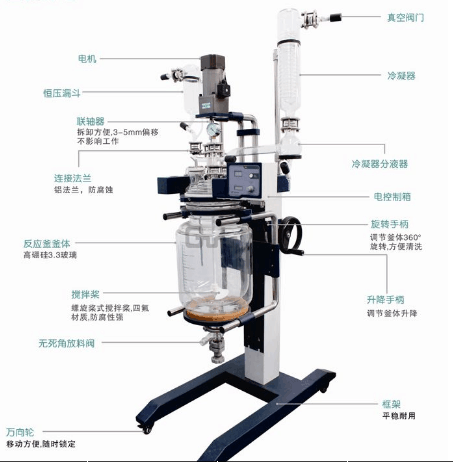 真空阀门
电机
冷凝器
恒压漏斗
联轴器
拆卸方便,3-5mm偏移
不影响工作
冷凝器分液器
连接法兰
铝法兰，防腐蚀
电控制箱
旋转手柄
调节釜体360°
旋转,方便清洗
反应釜釜体
高硼硅3.3玻璃
搅拌桨
螺旋桨式搅拌桨,四氟
材质,防腐性强
升降手柄
调节釜体升降
无死角放料阀
框架
平稳耐用
万向轮
移动方便,随时锁定